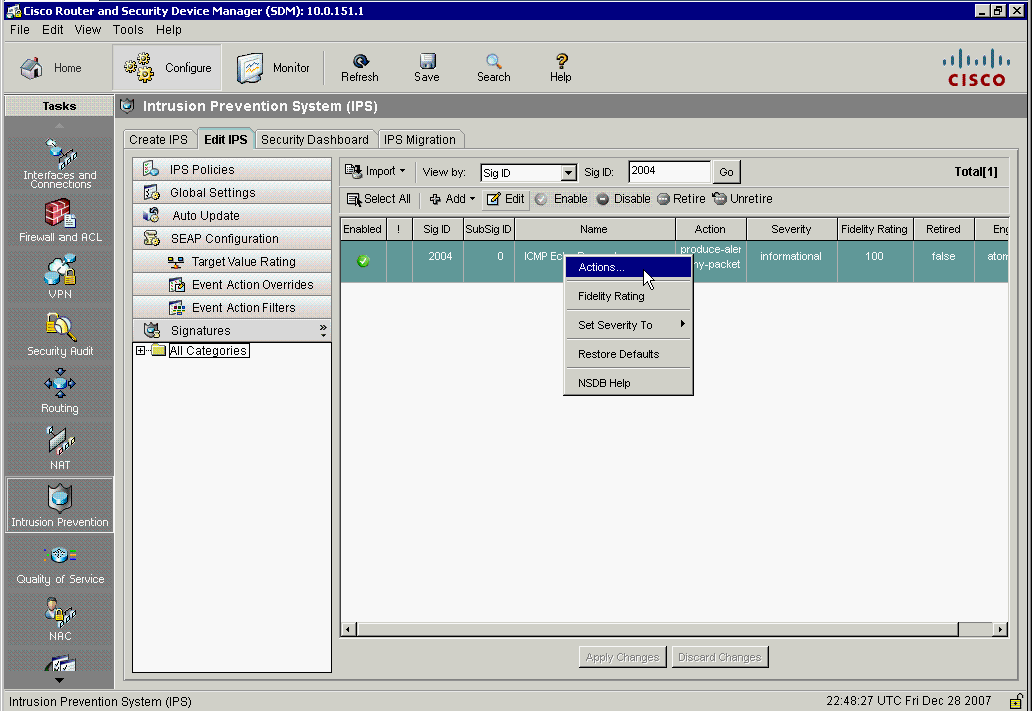 Cisco Router and Security Device Manager (SDM): 10.0.151.1
File Edit View Tools Help
Home Configure Monitor Refresh Save Search Help
CISCO
Tasks
Intrusion Prevention System (IPS)
Interfaces and
Connections
Firewall and ACL
VPN
Security Audit
Routing
NAT
Intrusion Prevention
Quality of Service
NAC
Create IPS Edit IPS Security Dashboard IPS Migration
IPS Policies
Global Settings
Auto Update
SEAP Configuration
Target Value Rating
Event Action Overrides
Event Action Filters
Signatures
All Categories
Import View by: Sig ID Sig ID: 2004 Go Total[1]
Select All Add Edit Enable Disable Retire Unretire
Enabled ! Sig ID SubSig ID Name Action Severity Fidelity Rating Retired
2004 0 ICMP informational 100 false
Actions...
Fidelity Rating
Set Severity To
Restore Defaults
NSDB Help
Apply Changes Discard Changes
Intrusion Prevention System (IPS) 22:48:27 UTC Fri Dec 28 2007